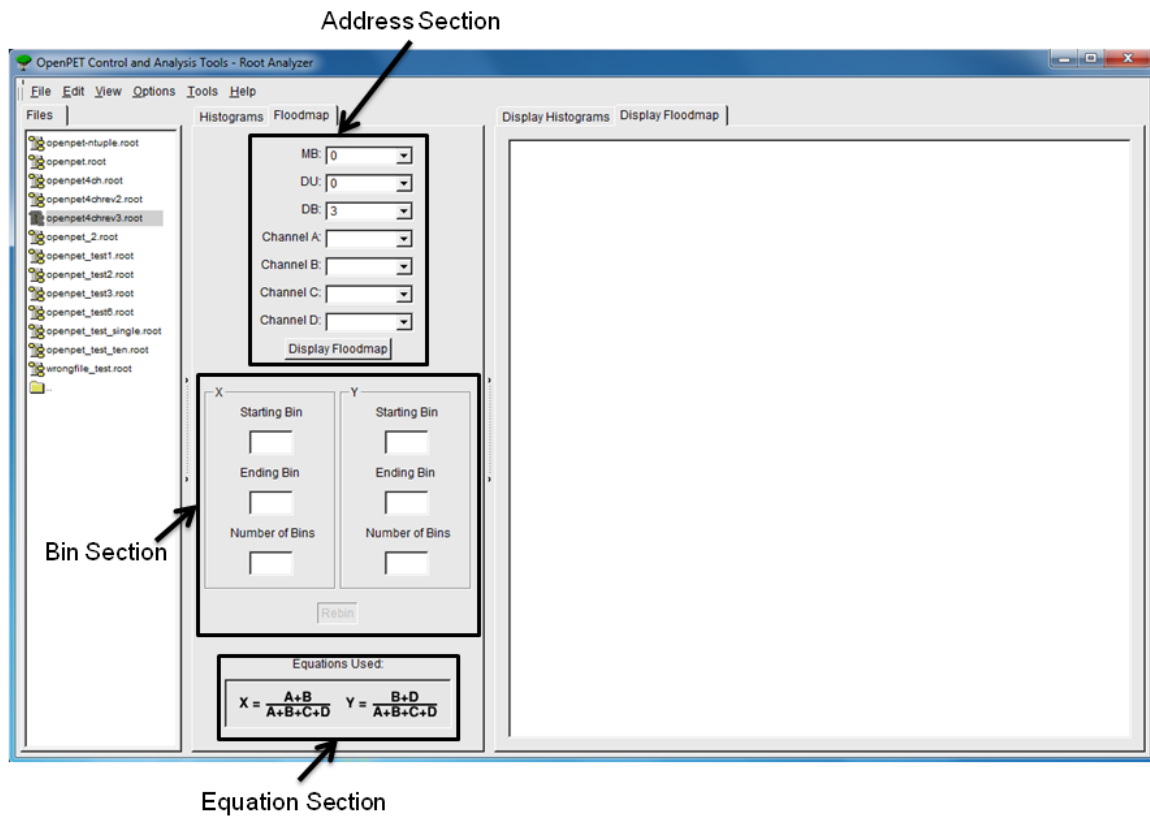 Address Section
OpenPET Control and Analysis Tools - Root Analyzer
File Edit View Options Tools Help
Files
openpet-ntuple.root
openpet.root
openpet4ch.root
openpet4chrev2.root
openpet4chrev3.root
openpet_2.root
openpet_test1.root
openpet_test2.root
openpet_test3.root
openpet_test6.root
openpet_test_single.root
openpet_test_ten.root
wrongfile_test.root
..
Histograms Floodmap
MB: 0
DU: 0
DB: 3
Channel A:
Channel B:
Channel C:
Channel D:
Display Floodmap
X
Starting Bin
Ending Bin
Number of Bins
Y
Starting Bin
Ending Bin
Number of Bins
Rebin
Bin Section
Equations Used:
X = A+B / A+B+C+D Y = B+D / A+B+C+D
Equation Section
Display Histograms Display Floodmap